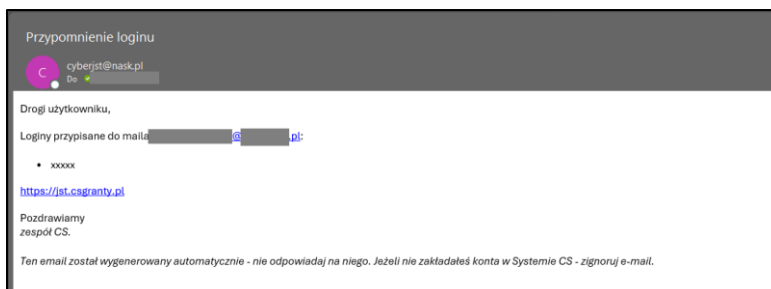 Przypomnienie loginu
C
cyberjst@nask.pl
Do
Drogi użytkowniku,
Loginy przypisane do maila @ .pl:
• xxxxx
https://jst.csgranty.pl
Pozdrawiamy
zespół CS.
Ten email został wygenerowany automatycznie - nie odpowiadaj na niego. Jeżeli nie zakładałeś konta w Systemie CS - zignoruj e-mail.